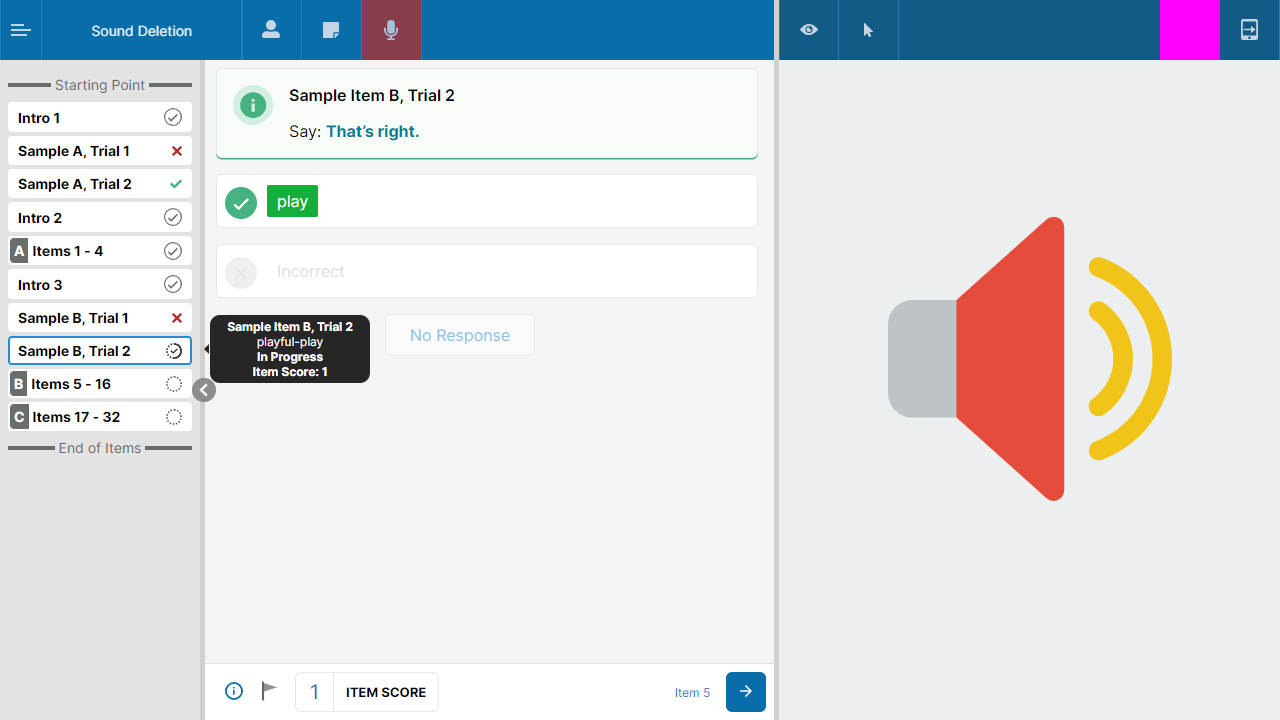 Sound Deletion
Starting Point
Intro 1
Sample A, Trial 1
Sample A, Trial 2
Intro 2
A Items 1 - 4
Intro 3
Sample B, Trial 1
Sample B, Trial 2
B Items 5 - 16
C Items 17 - 32
End of Items
Sample Item B, Trial 2
Say: That’s right.
play
Incorrect
Sample Item B, Trial 2
playful-play
In Progress
Item Score: 1
No Response
1 ITEM SCORE
Item 5